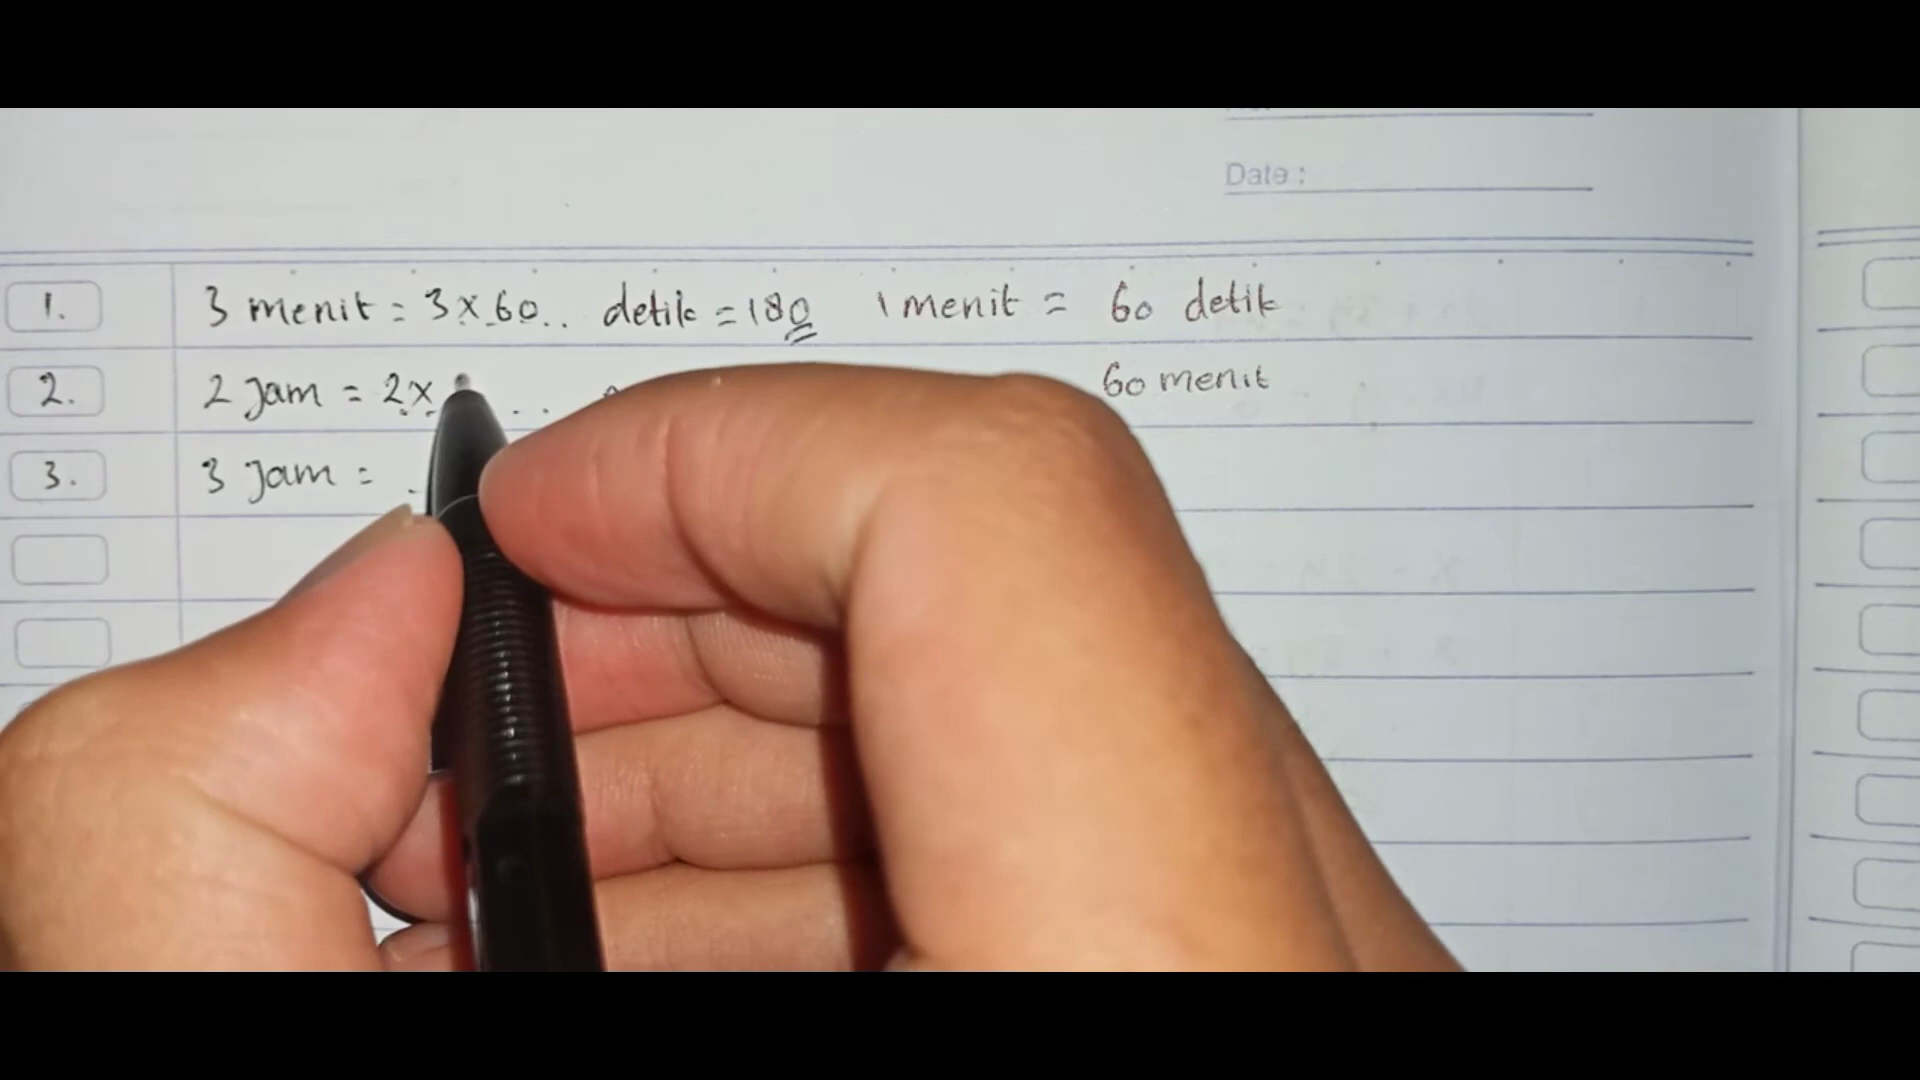 Date :
1. 3 menit = 3 x 60.. detik = 180 1 menit = 60 detik
2. 2 Jam = 2x .. 60 menit
3. 3 Jam = .